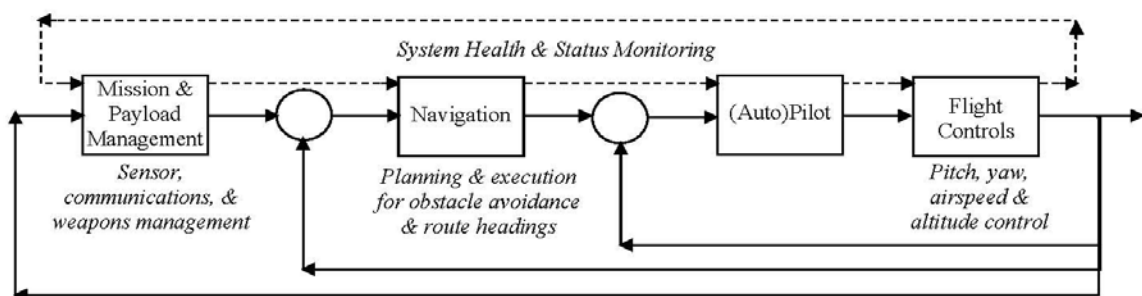 System Health & Status Monitoring
Mission &
Payload
Management
Navigation
(Auto)Pilot
Flight
Controls
Sensor,
communications, &
weapons management
Planning & execution
for obstacle avoidance
& route headings
Pitch, yaw,
airspeed &
altitude control